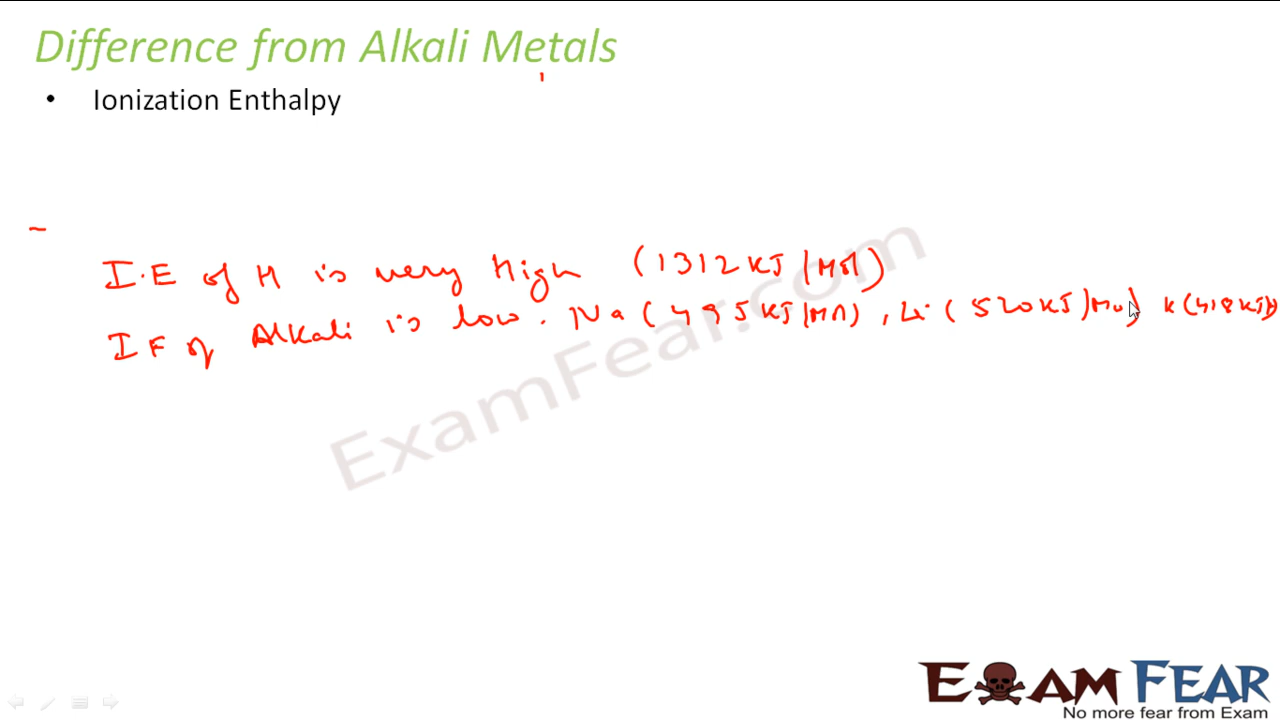 Difference from Alkali Metals
• Ionization Enthalpy
I.E of H is very high (1312 KJ/Mol)
IE of Alkali is low. Na (495 KJ/Mol), Li (520 KJ/Mol) K (418 KJ/
ExamFear.com
EXAM FEAR
No more fear from Exam